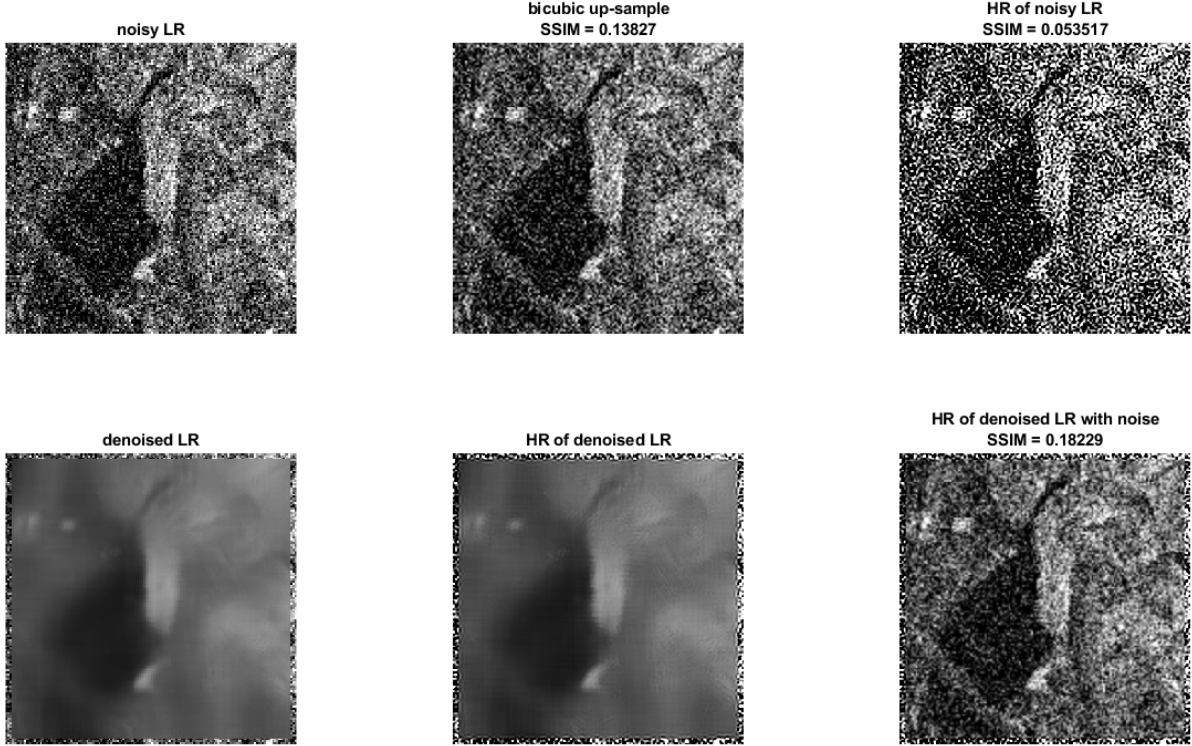 noisy LR
bicubic up-sample
SSIM = 0.13827
HR of noisy LR
SSIM = 0.053517
denoised LR
HR of denoised LR
HR of denoised LR with noise
SSIM = 0.18229